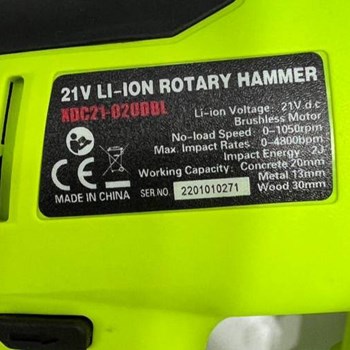 21V LI-ION ROTARY HAMMER
XDC21-0200BL
Li-ion Voltage: 21V d.c
Brushless Motor
No-load Speed: 0-1050rpm
Max. Impact Rates : 0-4800bpm
Impact Energy: 2J
Working Capacity: Concrete 20mm
Metal 13mm
Wood 30mm
CE
MADE IN CHINA
SER NO. 2201010271